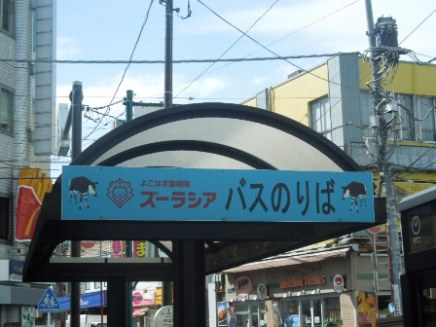 よこはま動物園
ズーラシア
バスのりば